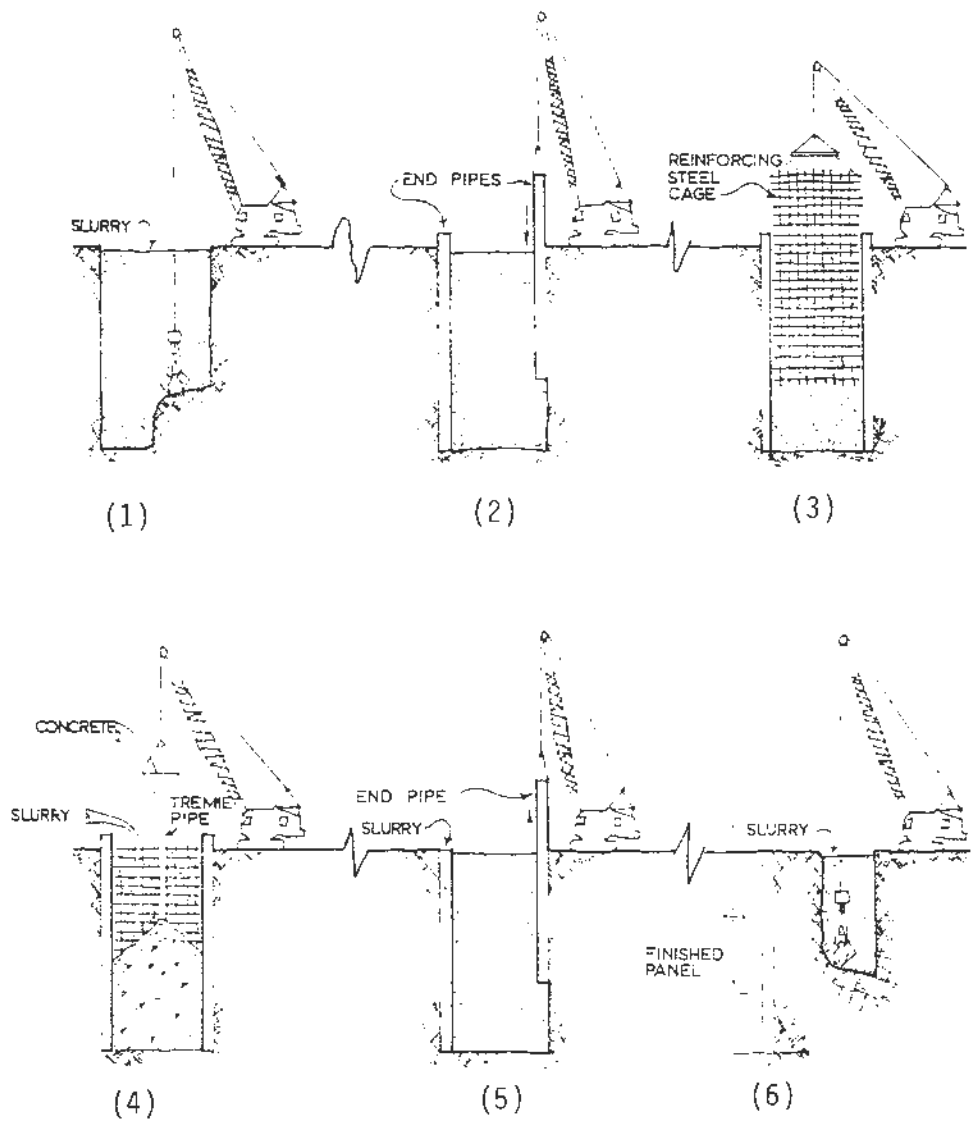 SLURRY
END PIPES
REINFORCING
STEEL
CAGE
(1)
(2)
(3)
CONCRETE
SLURRY
TREMIE
PIPE
END PIPE
SLURRY
SLURRY
FINISHED
PANEL
(4)
(5)
(6)